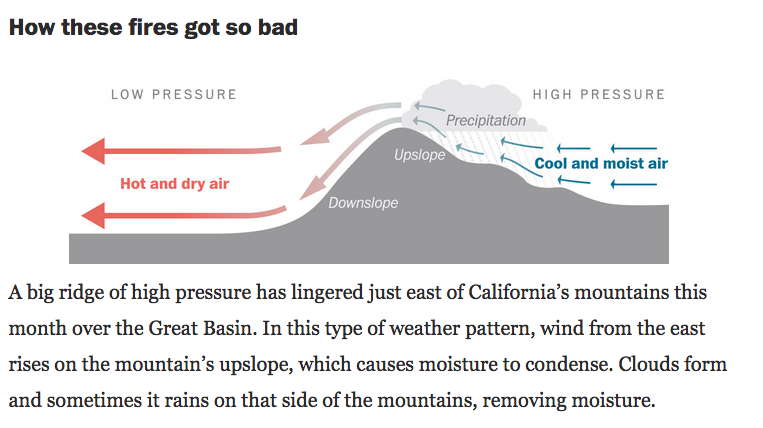 How these fires got so bad
LOW PRESSURE
HIGH PRESSURE
Precipitation
Upslope
Cool and moist air
Hot and dry air
Downslope
A big ridge of high pressure has lingered just east of California’s mountains this
month over the Great Basin. In this type of weather pattern, wind from the east
rises on the mountain’s upslope, which causes moisture to condense. Clouds form
and sometimes it rains on that side of the mountains, removing moisture.